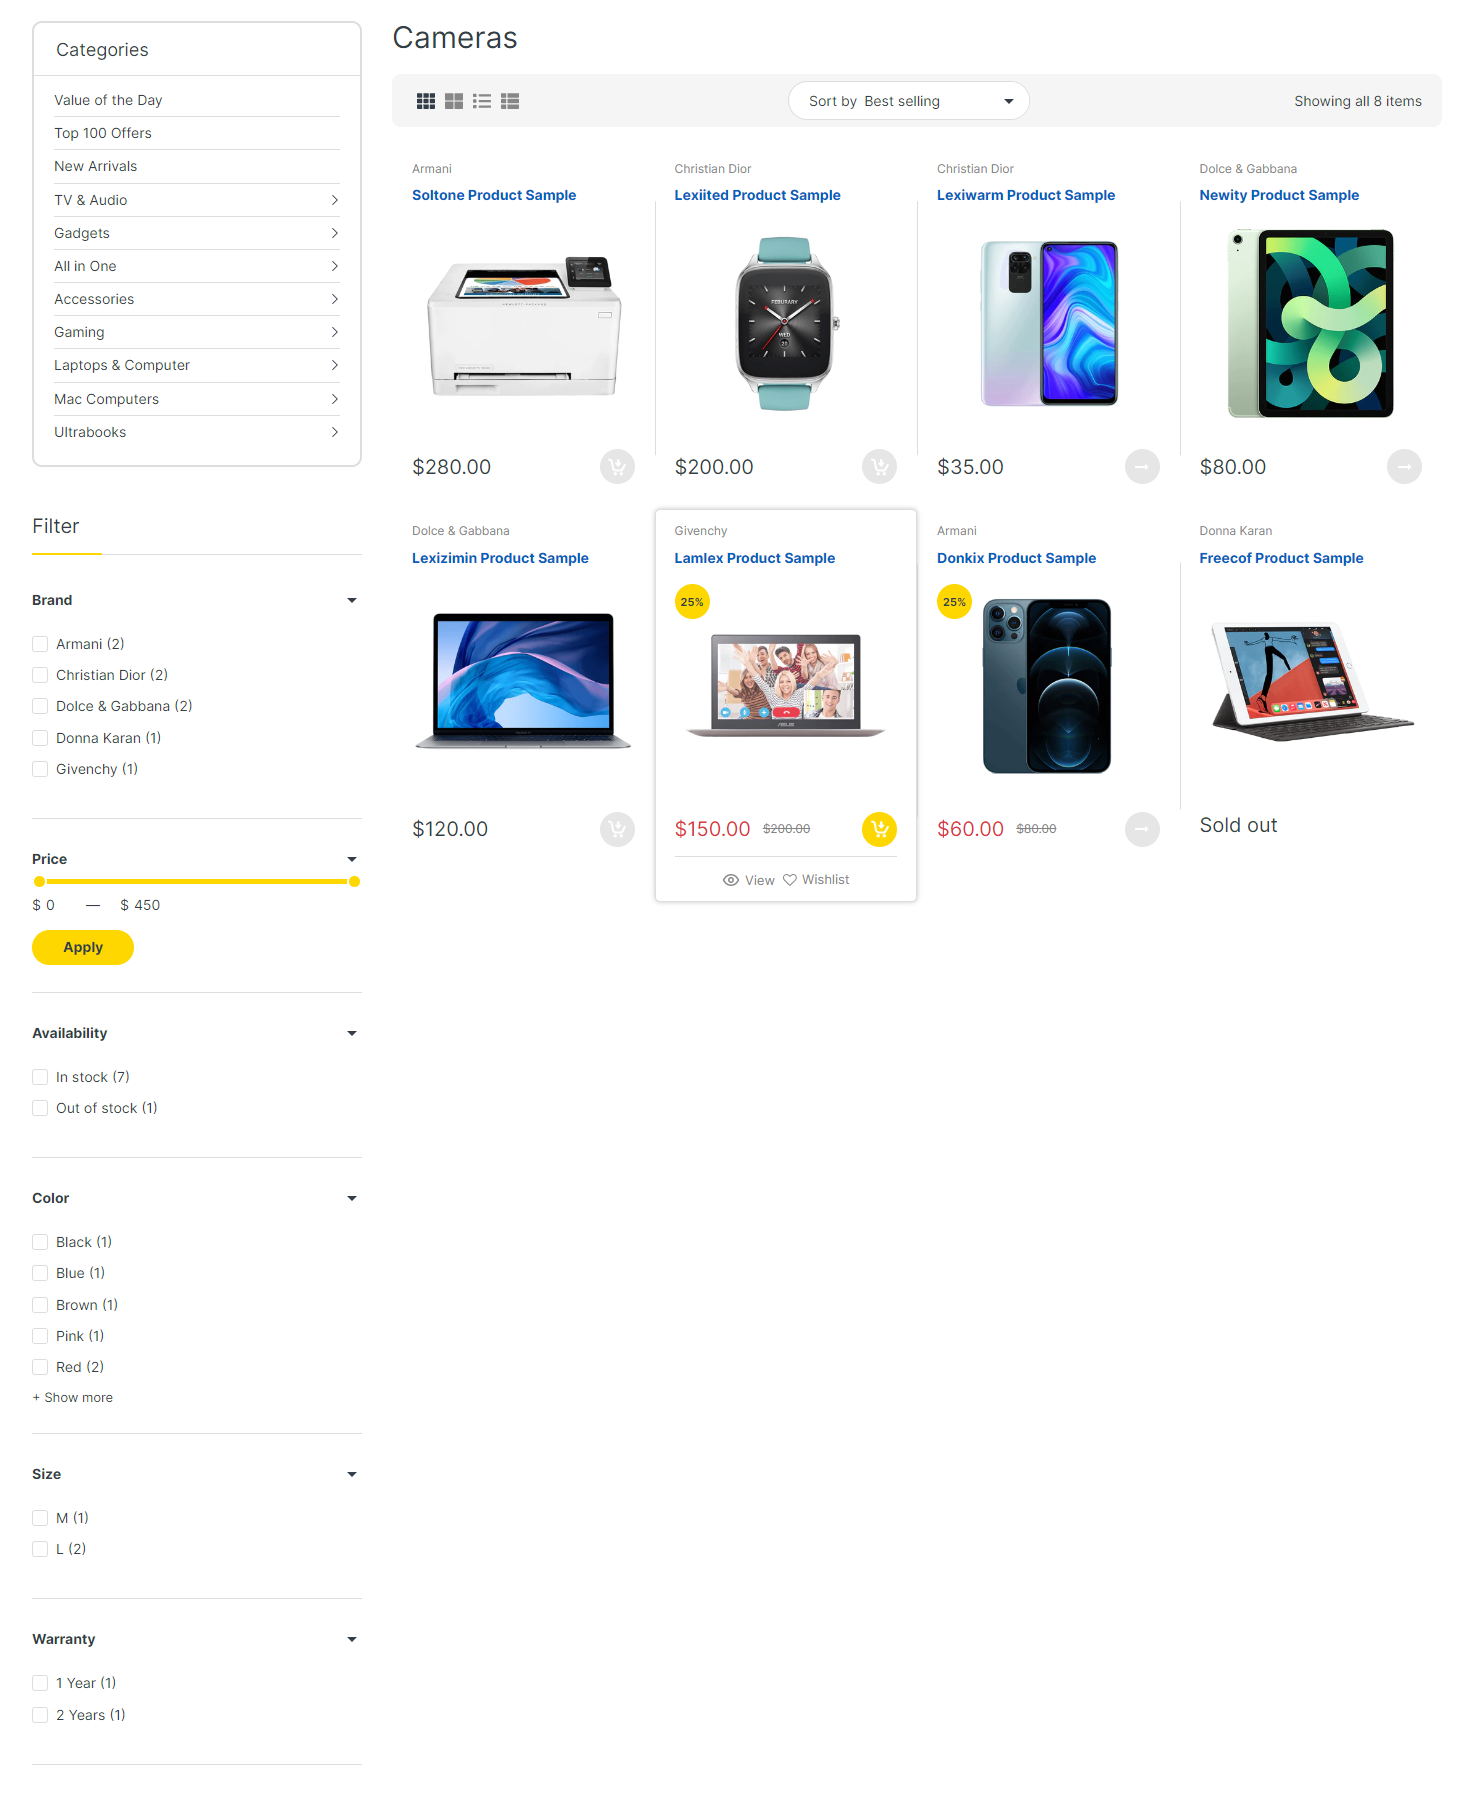 Categories
Value of the Day
Top 100 Offers
New Arrivals
TV & Audio
Gadgets
All in One
Accessories
Gaming
Laptops & Computer
Mac Computers
Ultrabooks
Filter
Brand
Armani (2)
Christian Dior (2)
Dolce & Gabbana (2)
Donna Karan (1)
Givenchy (1)
Price
$ 0 — $ 450
Apply
Availability
In stock (7)
Out of stock (1)
Color
Black (1)
Blue (1)
Brown (1)
Pink (1)
Red (2)
+ Show more
Size
M (1)
L (2)
Warranty
1 Year (1)
2 Years (1)
Cameras
Sort by Best selling
Showing all 8 items
Armani
Soltone Product Sample
$280.00
Christian Dior
Lexiited Product Sample
FEBURARY
WED
$200.00
Christian Dior
Lexiwarm Product Sample
$35.00
Dolce & Gabbana
Newity Product Sample
$80.00
Dolce & Gabbana
Lexizimin Product Sample
$120.00
Givenchy
Lamlex Product Sample
25%
ASUS
$150.00 $200.00
View Wishlist
Armani
Donkix Product Sample
25%
$60.00 $80.00
Donna Karan
Freecof Product Sample
Sold out